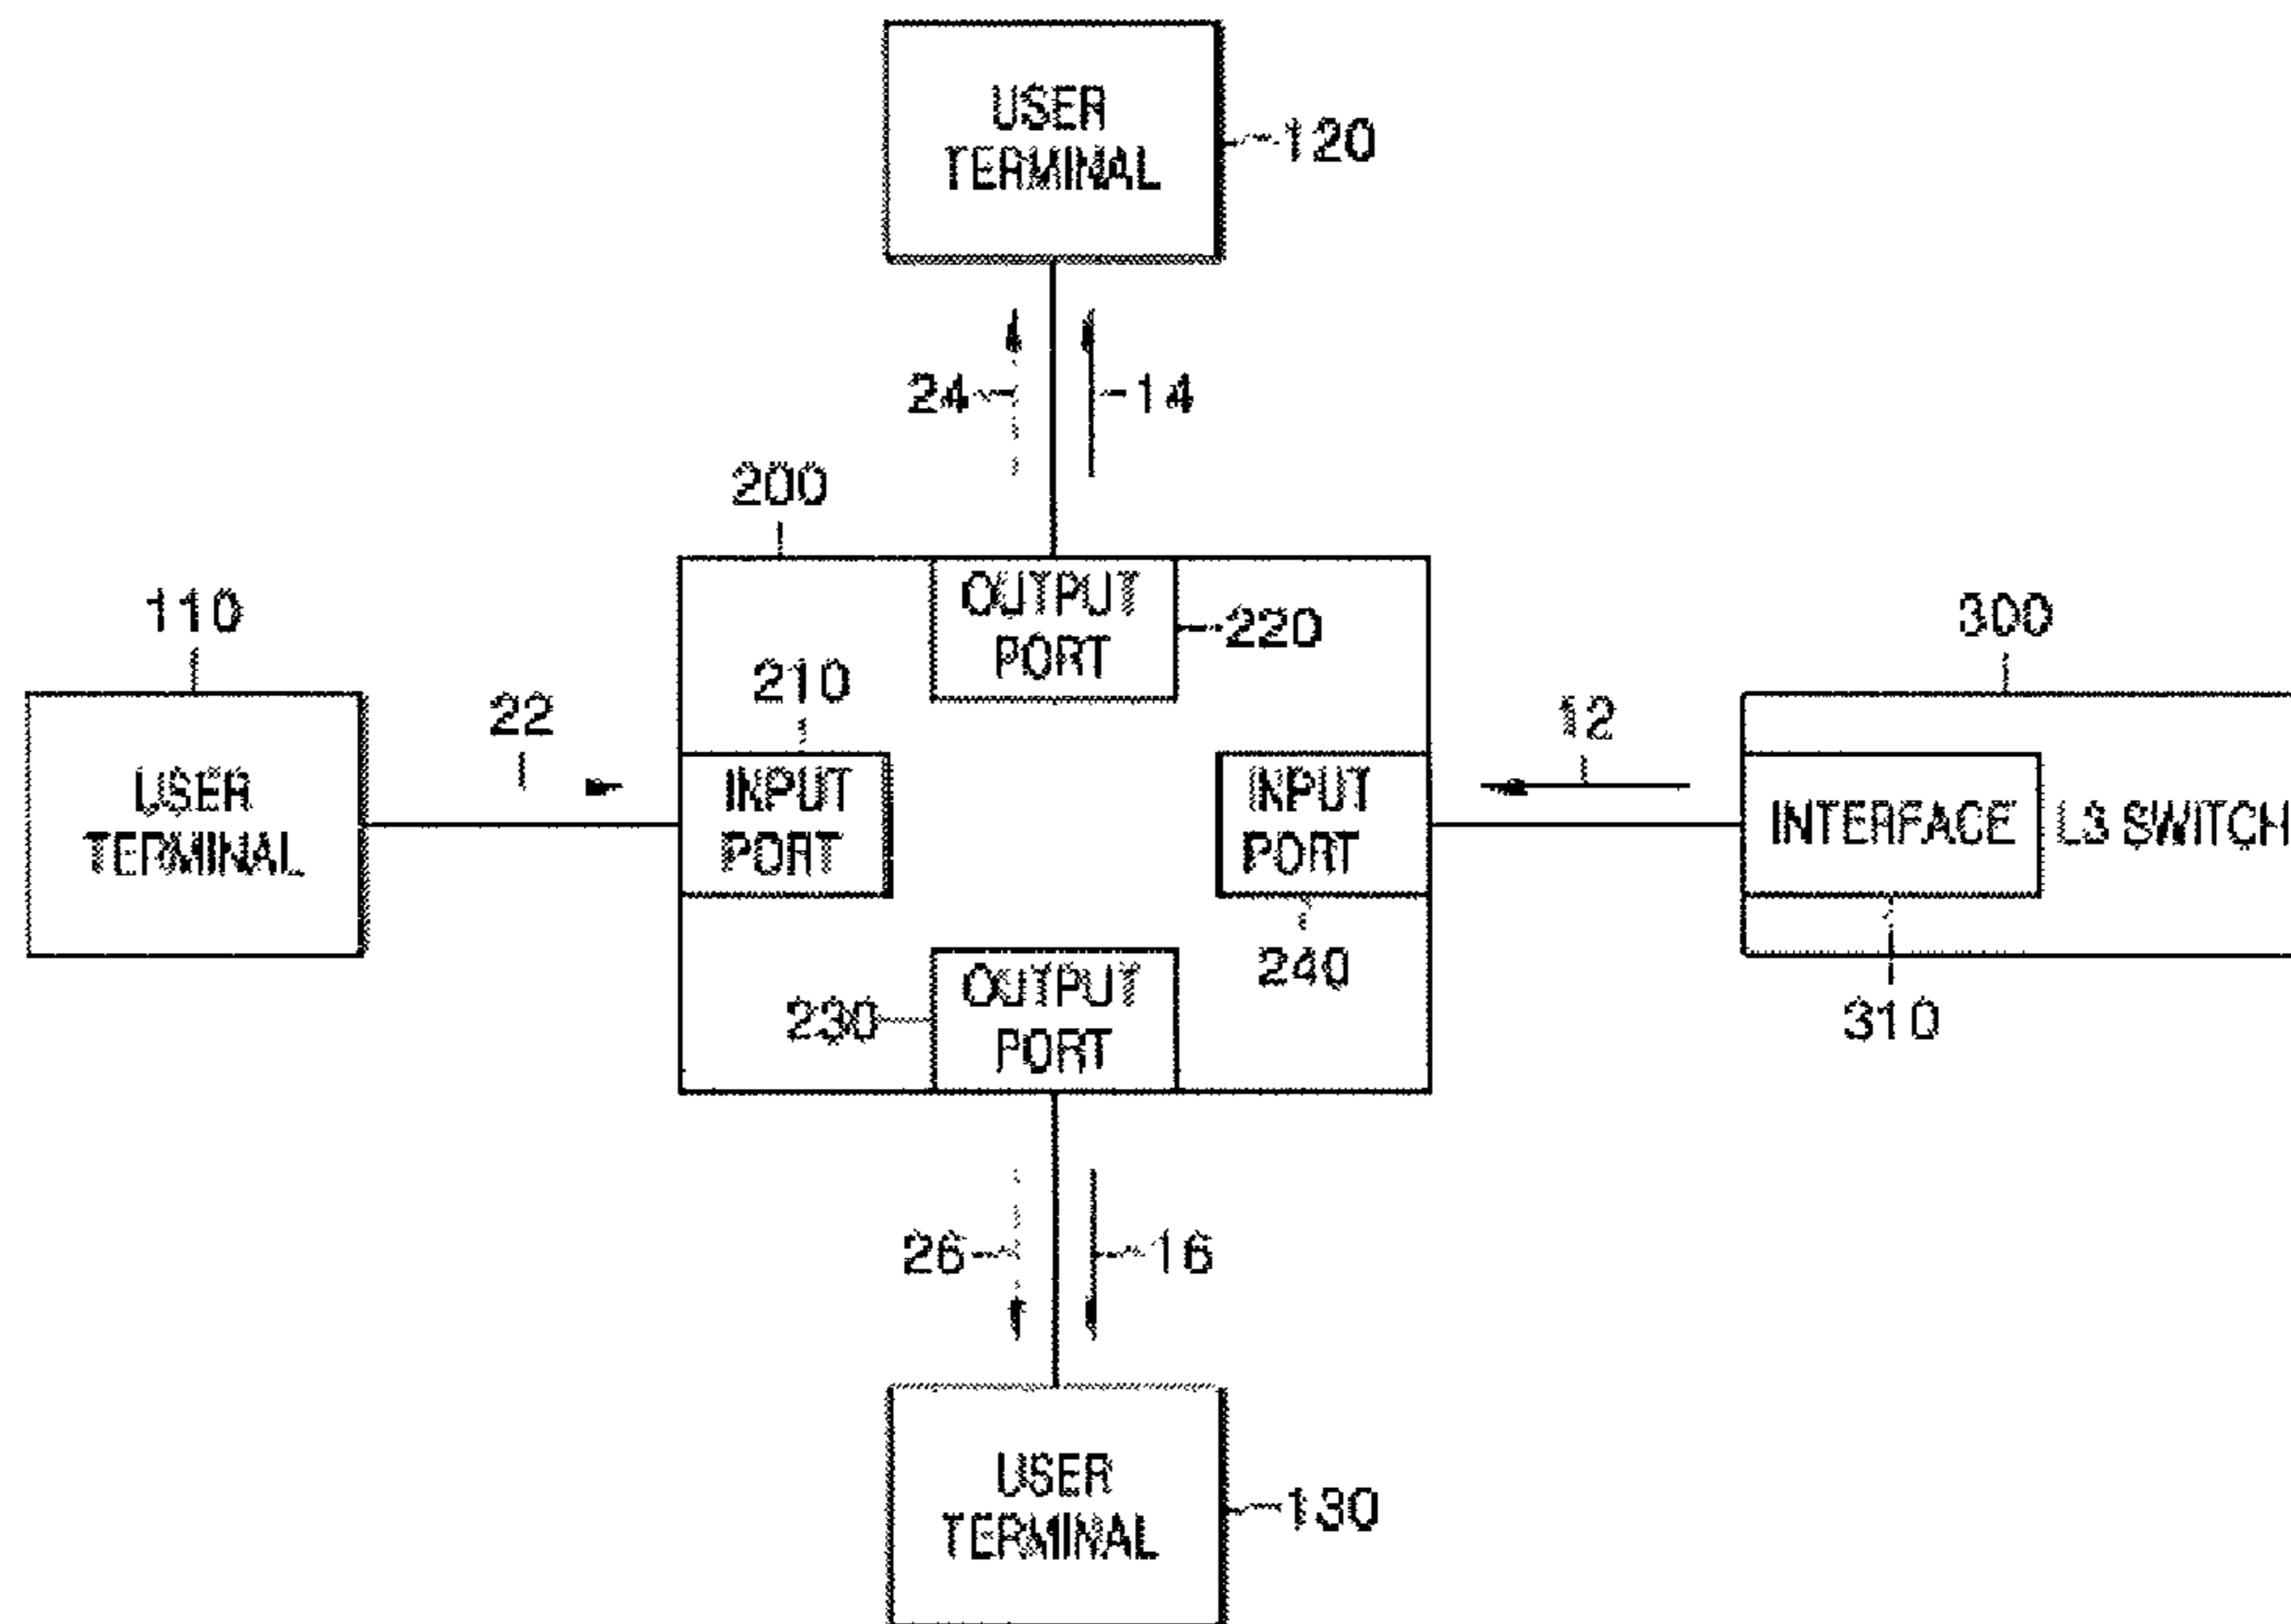 USER
TERMINAL
120
24
14
200
OUTPUT
PORT
220
110
22
210
300
12
USER
TERMINAL
INPUT
PORT
INPUT
PORT
INTERFACE
L3 SWITCH
240
310
230
OUTPUT
PORT
26
16
USER
TERMINAL
130